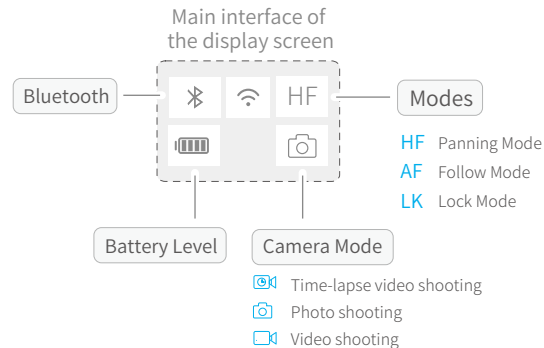 Main interface of
the display screen
Bluetooth
HF
Modes
HF Panning Mode
AF Follow Mode
LK Lock Mode
Battery Level
Camera Mode
Time-lapse video shooting
Photo shooting
Video shooting